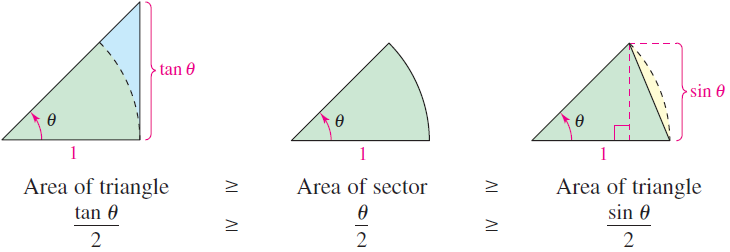 tan θ
sin θ
θ
θ
θ
1
1
1
Area of triangle ≥ Area of sector ≥ Area of triangle
tan θ/2 ≥ θ/2 ≥ sin θ/2